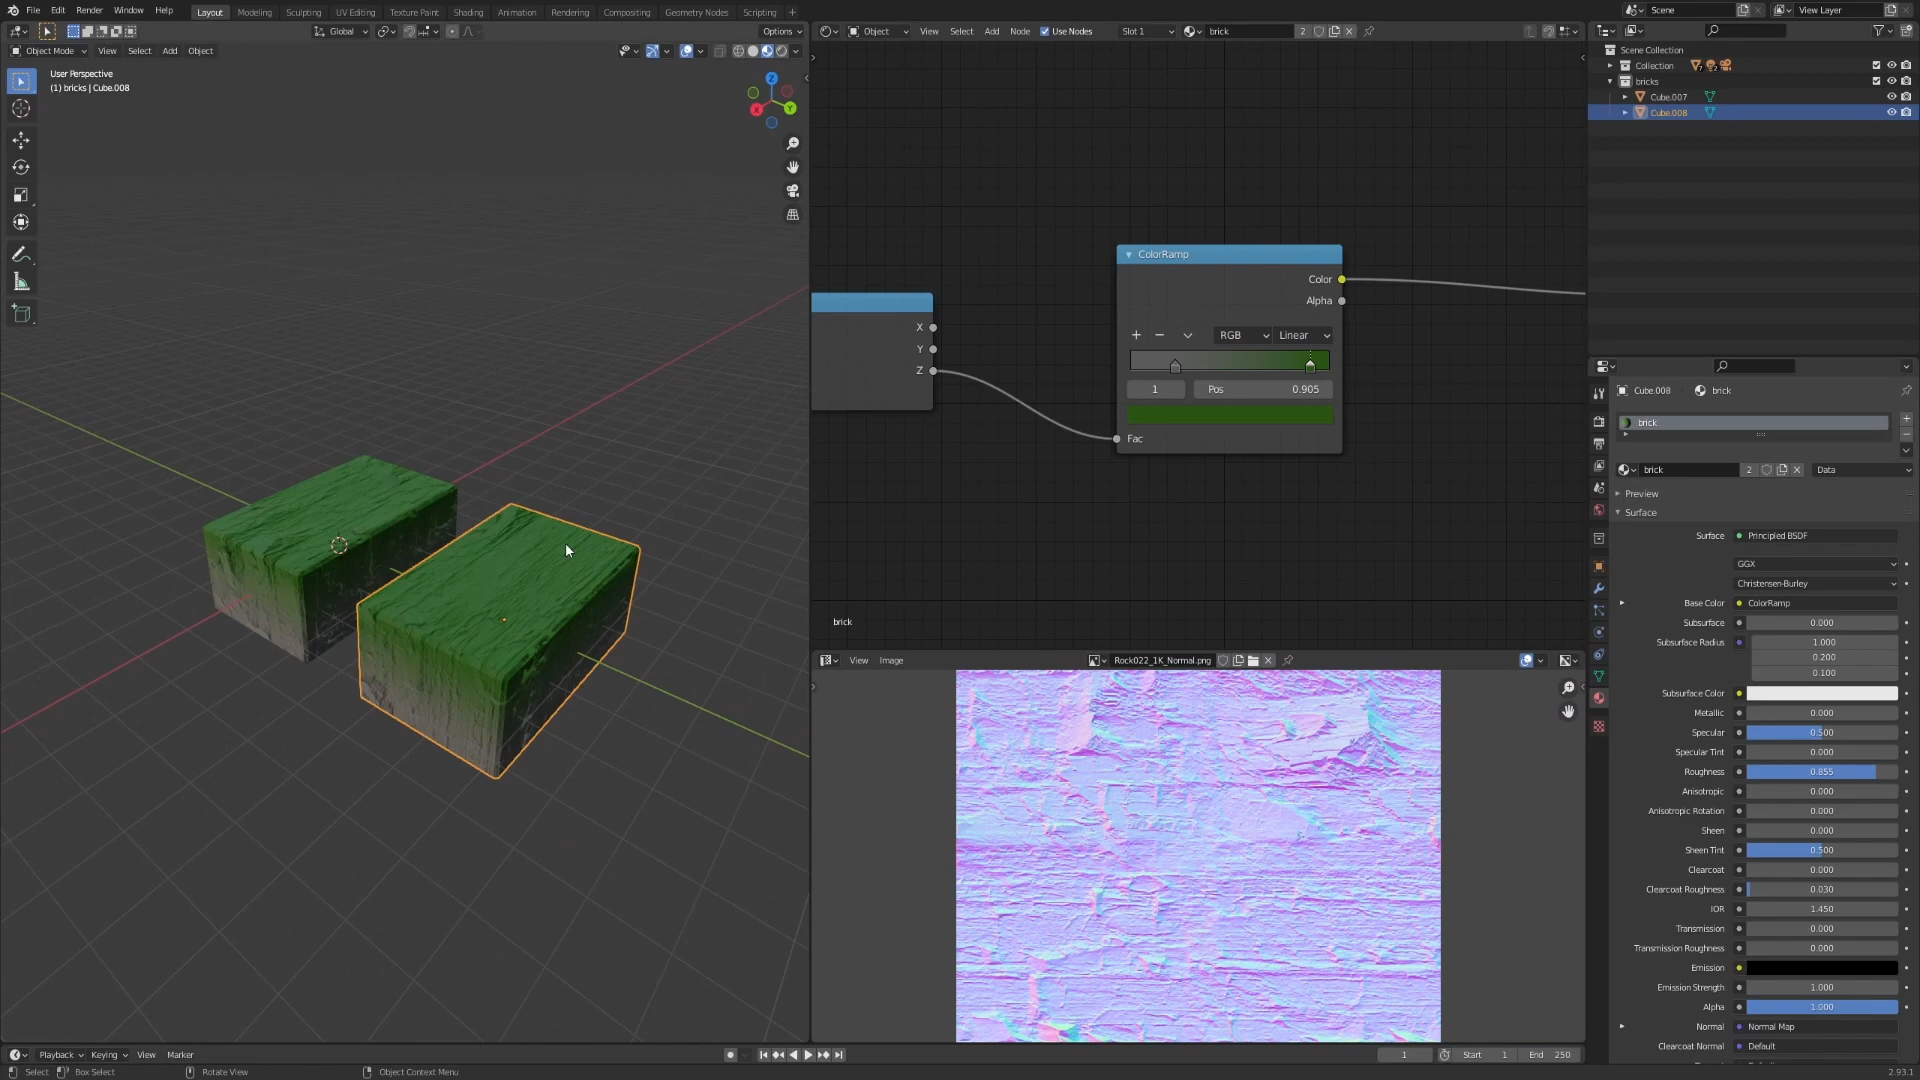 File Edit Render Window Help Layout Modeling Sculpting UV Editing Texture Paint Shading Animation Rendering Compositing Geometry Nodes Scripting + Scene View Layer
Global Options
Object Mode View Select Add Object
User Perspective
(1) bricks | Cube.008
Z
Y
X
Object View Select Add Node Use Nodes Slot 1 brick 2
ColorRamp
Color
Alpha
+ − RGB Linear
1 Pos 0.905
Fac
X
Y
Z
brick
View Image Rock022_1K_Normal.png
Scene Collection
Collection
bricks
Cube.007
Cube.008
Cube.008 brick
brick
brick 2 Data
Preview
Surface
Surface Principled BSDF
GGX
Christensen-Burley
Base Color ColorRamp
Subsurface 0.000
Subsurface Radius 1.000
0.200
0.100
Subsurface Color
Metallic 0.000
Specular 0.500
Specular Tint 0.000
Roughness 0.855
Anisotropic 0.000
Anisotropic Rotation 0.000
Sheen 0.000
Sheen Tint 0.500
Clearcoat 0.000
Clearcoat Roughness 0.030
IOR 1.450
Transmission 0.000
Transmission Roughness 0.000
Emission
Emission Strength 1.000
Alpha 1.000
Normal Normal Map
Clearcoat Normal Default
Playback Keying View Marker 1 Start 1 End 250
Select Box Select Rotate View Object Context Menu 2.93.1